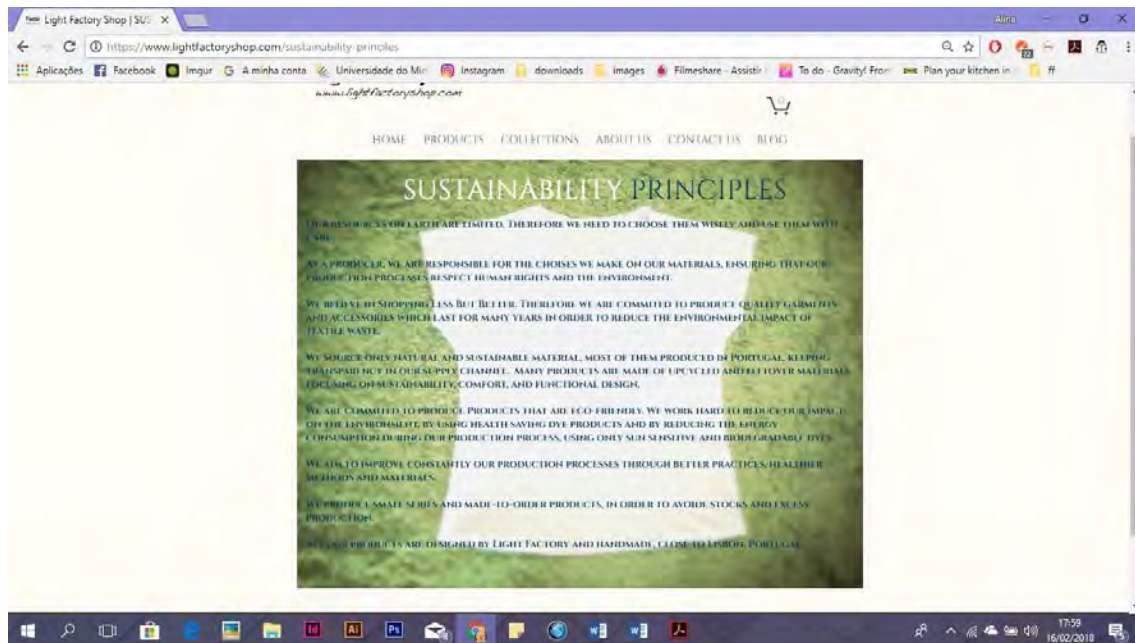 Light Factory Shop | SUS
Alina
https://www.lightfactoryshop.com/sustainability-princiles
Aplicações Facebook Imgur G A minha conta Universidade do Min Instagram downloads images Filmeshare - Assistir To do - Gravity! From Plan your kitchen in ff
www.lightfactoryshop.com
HOME PRODUCTS COLLECTIONS ABOUT US CONTACT US BLOG
SUSTAINABILITY PRINCIPLES
OUR RESOURCES ON EARTH ARE LIMITED. THEREFORE WE NEED TO CHOOSE THEM WISELY AND USE THEM WITH
CARE.
AS A PRODUCER, WE ARE RESPONSIBLE FOR THE CHOISES WE MAKE ON OUR MATERIALS, ENSURING THAT OUR
PRODUCTION PROCESSES RESPECT HUMAN RIGHTS AND THE ENVIRONMENT.
WE BELIEVE IN SHOPPING LESS BUT BETTER. THEREFORE WE ARE COMMITED TO PRODUCE QUALITY GARMENTS
AND ACCESSORIES WHICH LAST FOR MANY YEARS IN ORDER TO REDUCE THE ENVIRONMENTAL IMPACT OF
TEXTILE WASTE.
WE SOURCE ONLY NATURAL AND SUSTAINABLE MATERIAL, MOST OF THEM PRODUCED IN PORTUGAL, KEEPING
IN OUR SUPPLY CHANNEL. MANY PRODUCTS ARE MADE OF UPCYCLED AND LEFTOVER MATERIALS
FOCUSING ON SUSTAINABILITY, COMFORT, AND FUNCTIONAL DESIGN.
WE ARE COMMITED TO PRODUCE PRODUCTS THAT ARE ECO-FRIENDLY. WE WORK HARD TO REDUCE OUR IMPACT
ON THE ENVIRONMENT, BY USING HEALTH SAVING DYE PRODUCTS AND BY REDUCING THE ENERGY
CONSUMPTION DURING OUR PRODUCTION PROCESS, USING ONLY SUN SENSITIVE AND BIODEGRADABLE DYES.
WE AIM TO IMPROVE CONSTANTLY OUR PRODUCTION PROCESSES THROUGH BETTER PRACTICES, HEALTHIER
METHODS AND MATERIALS.
WE PRODUCE SMALL SERIES AND MADE-TO-ORDER PRODUCTS, IN ORDER TO AVOIDE STOCKS AND EXCESS
PRODUCTION.
ALL OUR PRODUCTS ARE DESIGNED BY LIGHT FACTORY AND HANDMADE, CLOSE TO LISBON, PORTUGAL
Id Ai Ps
17:59
16/02/2018